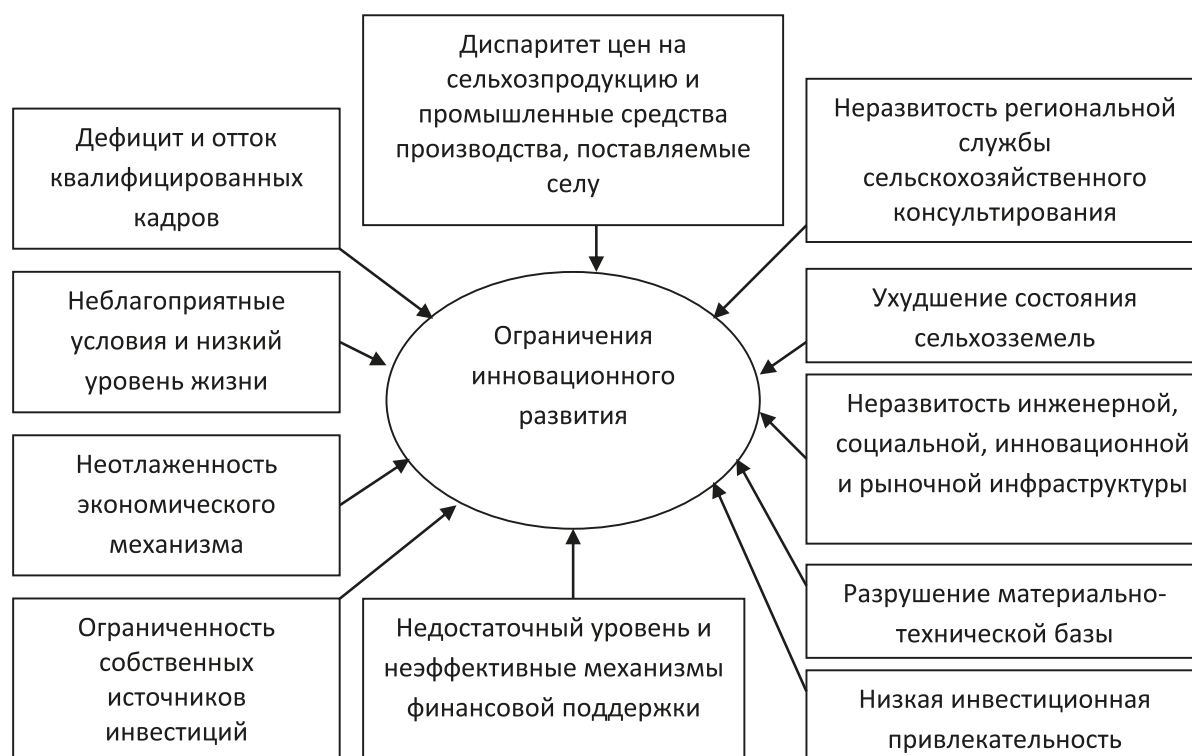 Диспаритет цен на
сельхозпродукцию и
промышленные средства
производства, поставляемые
селу
Дефицит и отток
квалифицированных
кадров
Неразвитость региональной
службы
сельскохозяйственного
консультирования
Неблагоприятные
условия и низкий
уровень жизни
Ограничения
инновационного
развития
Ухудшение состояния
сельхозземель
Неотлаженность
экономического
механизма
Неразвитость инженерной,
социальной, инновационной
и рыночной инфраструктуры
Ограниченность
собственных
источников
инвестиций
Недостаточный уровень и
неэффективные механизмы
финансовой поддержки
Разрушение материально-
технической базы
Низкая инвестиционная
привлекательность